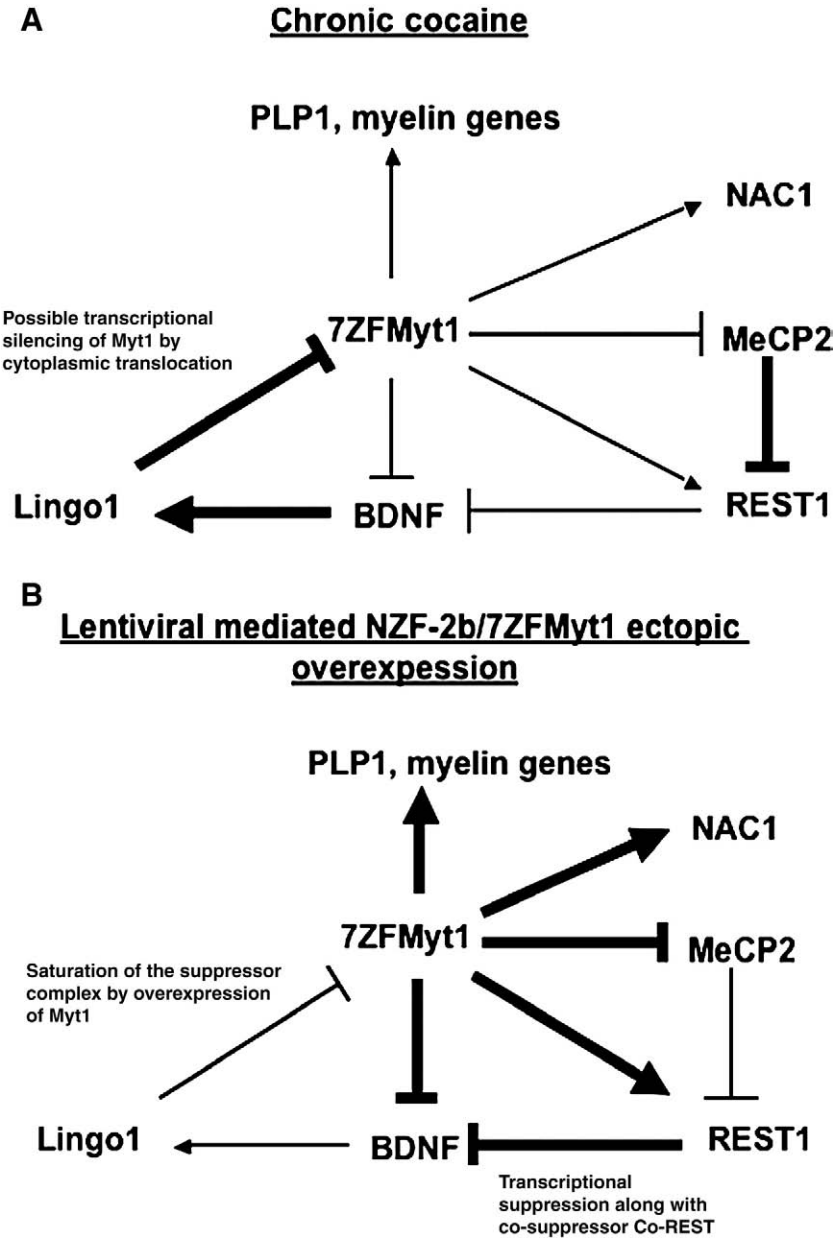 A
Chronic cocaine
PLP1, myelin genes
NAC1
Possible transcriptional
silencing of Myt1 by
cytoplasmic translocation
7ZFMyt1
MeCP2
Lingo1
BDNF
REST1
B
Lentiviral mediated NZF-2b/7ZFMyt1 ectopic
overexpession
PLP1, myelin genes
NAC1
7ZFMyt1
MeCP2
Saturation of the suppressor
complex by overexpression
of Myt1
Lingo1
BDNF
REST1
Transcriptional
suppression along with
co-suppressor Co-REST